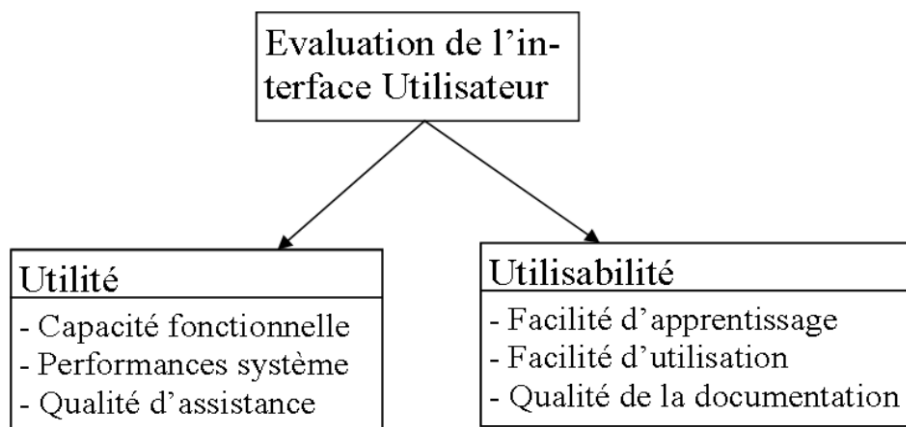 Evaluation de l'in-
terface Utilisateur
Utilité
- Capacité fonctionnelle
- Performances système
- Qualité d'assistance
Utilisabilité
- Facilité d'apprentissage
- Facilité d'utilisation
- Qualité de la documentation